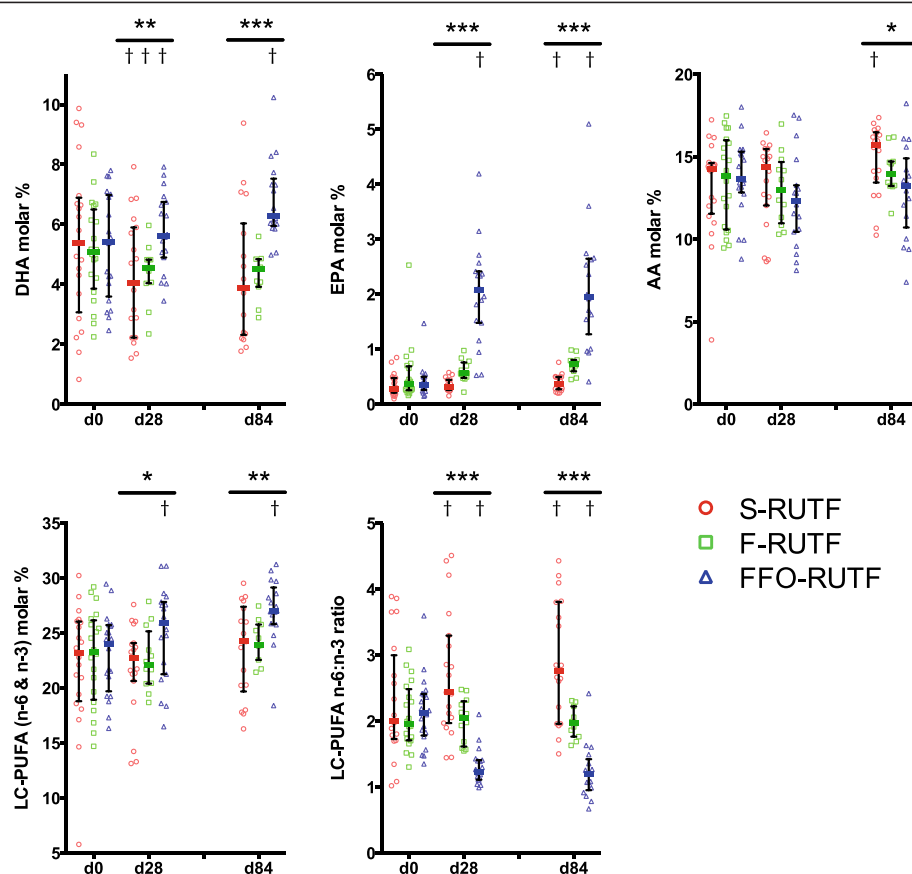 ** ***
† † † †
DHA molar %
10
8
6
4
2
0
d0 d28 d84
*** ***
† † †
EPA molar %
6
5
4
3
2
1
0
d0 d28 d84
*
†
AA molar %
20
15
10
0
d0 d28 d84
* **
† †
LC-PUFA (n-6 & n-3) molar %
35
30
25
20
15
10
5
d0 d28 d84
*** ***
† † † †
LC-PUFA n-6:n-3 ratio
5
4
3
2
1
0
d0 d28 d84
S-RUTF
F-RUTF
FFO-RUTF